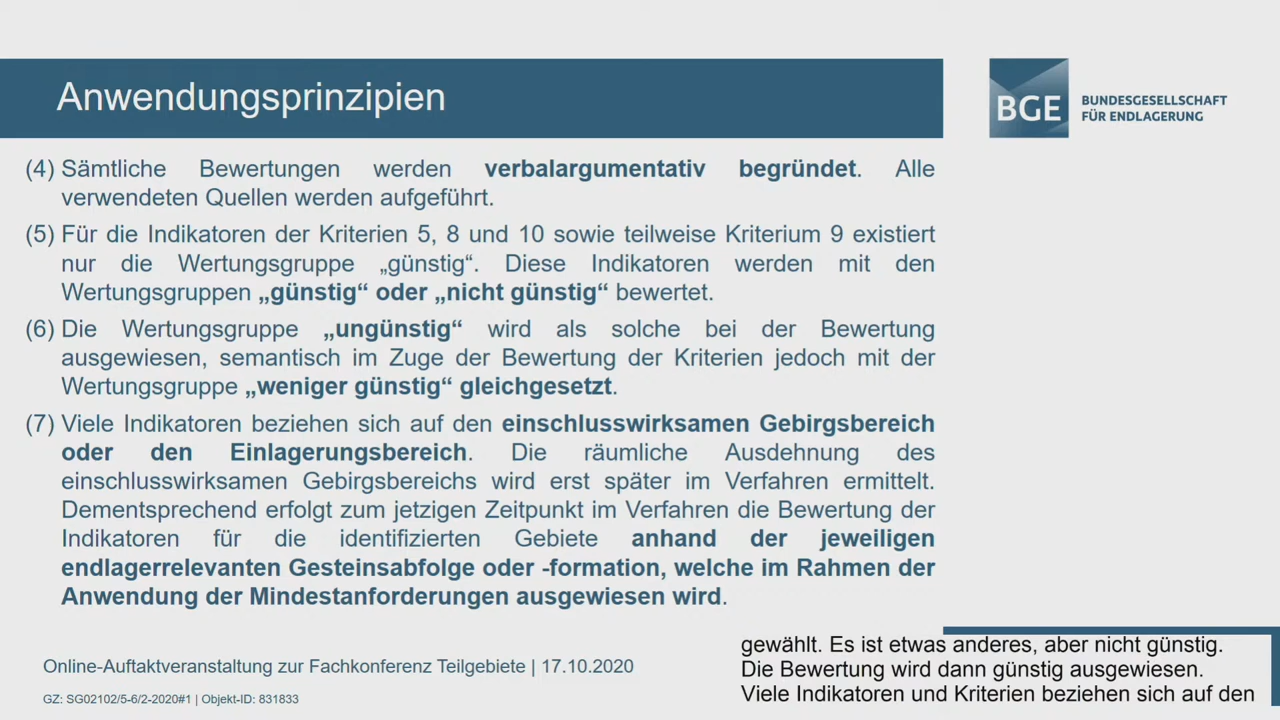 Anwendungsprinzipien
BGE
BUNDESGESELLSCHAFT
FÜR ENDLAGERUNG
(4) Sämtliche Bewertungen werden verbalargumentativ begründet. Alle
verwendeten Quellen werden aufgeführt.
(5) Für die Indikatoren der Kriterien 5, 8 und 10 sowie teilweise Kriterium 9 existiert
nur die Wertungsgruppe „günstig“. Diese Indikatoren werden mit den
Wertungsgruppen „günstig“ oder „nicht günstig“ bewertet.
(6) Die Wertungsgruppe „ungünstig“ wird als solche bei der Bewertung
ausgewiesen, semantisch im Zuge der Bewertung der Kriterien jedoch mit der
Wertungsgruppe „weniger günstig“ gleichgesetzt.
(7) Viele Indikatoren beziehen sich auf den einschlusswirksamen Gebirgsbereich
oder den Einlagerungsbereich. Die räumliche Ausdehnung des
einschlusswirksamen Gebirgsbereichs wird erst später im Verfahren ermittelt.
Dementsprechend erfolgt zum jetzigen Zeitpunkt im Verfahren die Bewertung der
Indikatoren für die identifizierten Gebiete anhand der jeweiligen
endlagerrelevanten Gesteinsabfolge oder -formation, welche im Rahmen der
Anwendung der Mindestanforderungen ausgewiesen wird.
Online-Auftaktveranstaltung zur Fachkonferenz Teilgebiete | 17.10.2020
GZ: SG02102/5-6/2-2020#1 | Objekt-ID: 831833
gewählt. Es ist etwas anderes, aber nicht günstig.
Die Bewertung wird dann günstig ausgewiesen.
Viele Indikatoren und Kriterien beziehen sich auf den